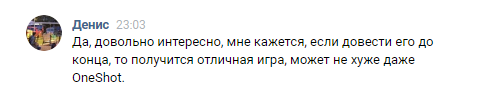 Денис 23:03
Да, довольно интересно, мне кажется, если довести его до
конца, то получится отличная игра, может не хуже даже
OneShot.